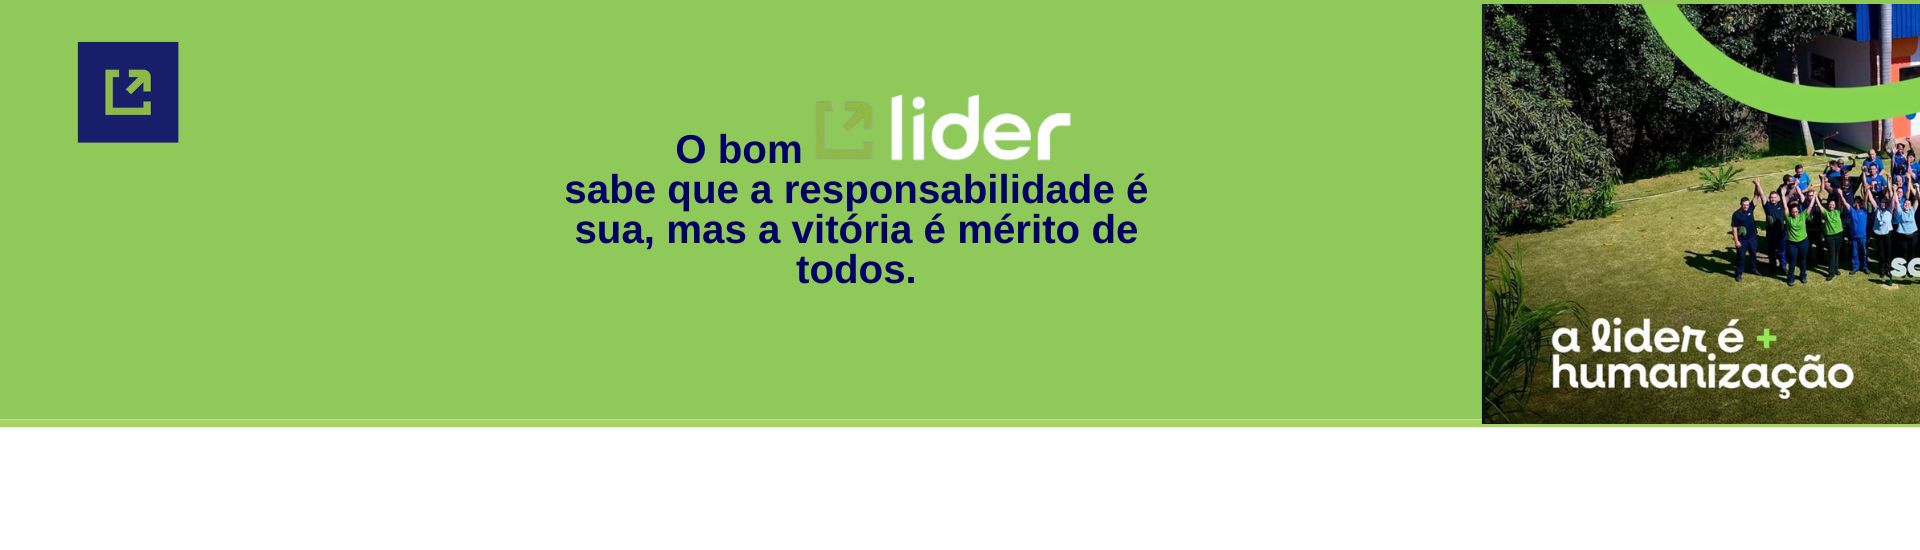 O bom lider
sabe que a responsabilidade é
sua, mas a vitória é mérito de
todos.
a lider é +
humanização